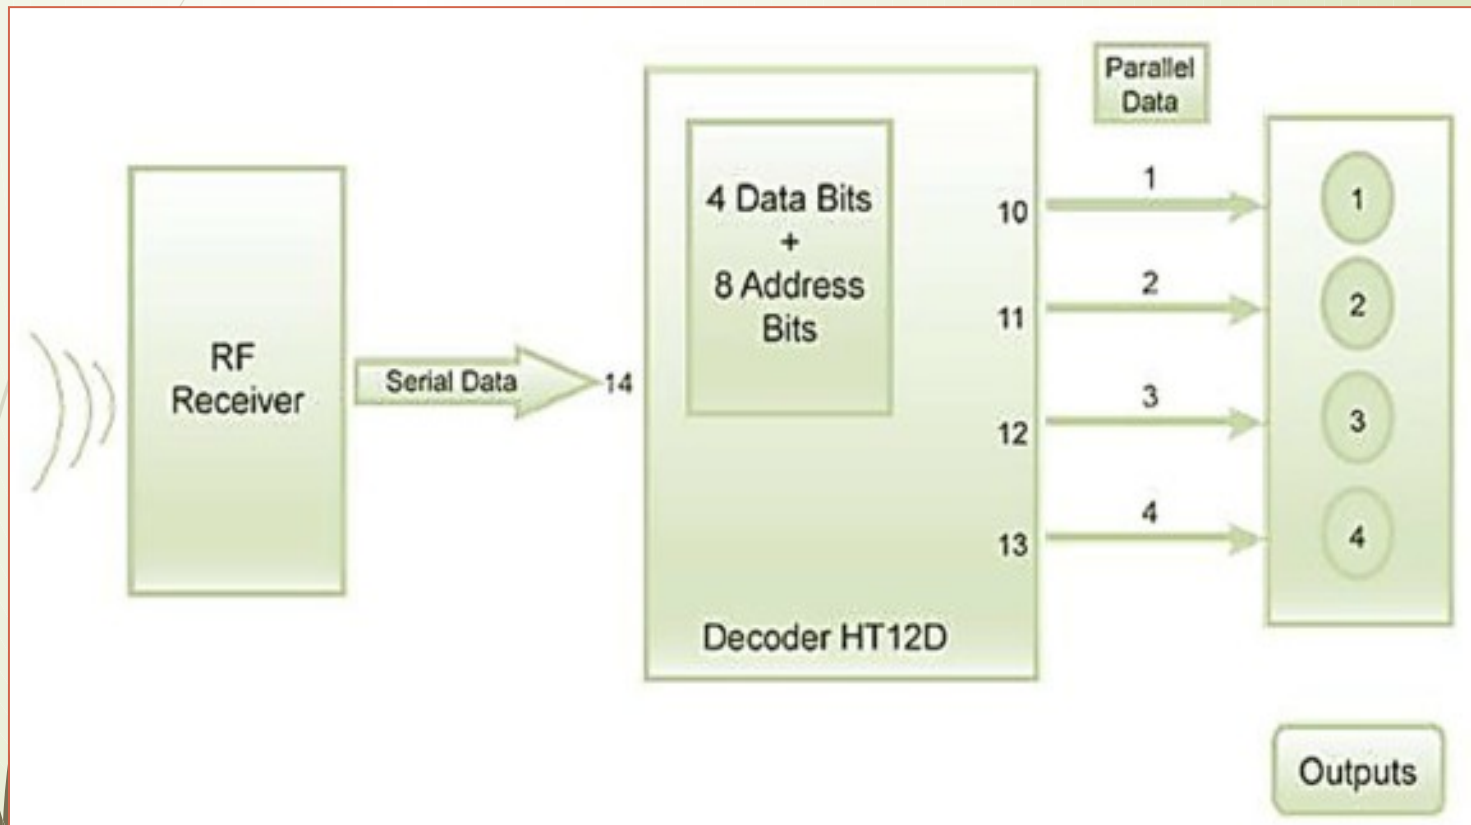 RF
Receiver
Serial Data
14
4 Data Bits
+
8 Address
Bits
10
11
12
13
Decoder HT12D
Parallel
Data
1
2
3
4
1
2
3
4
Outputs